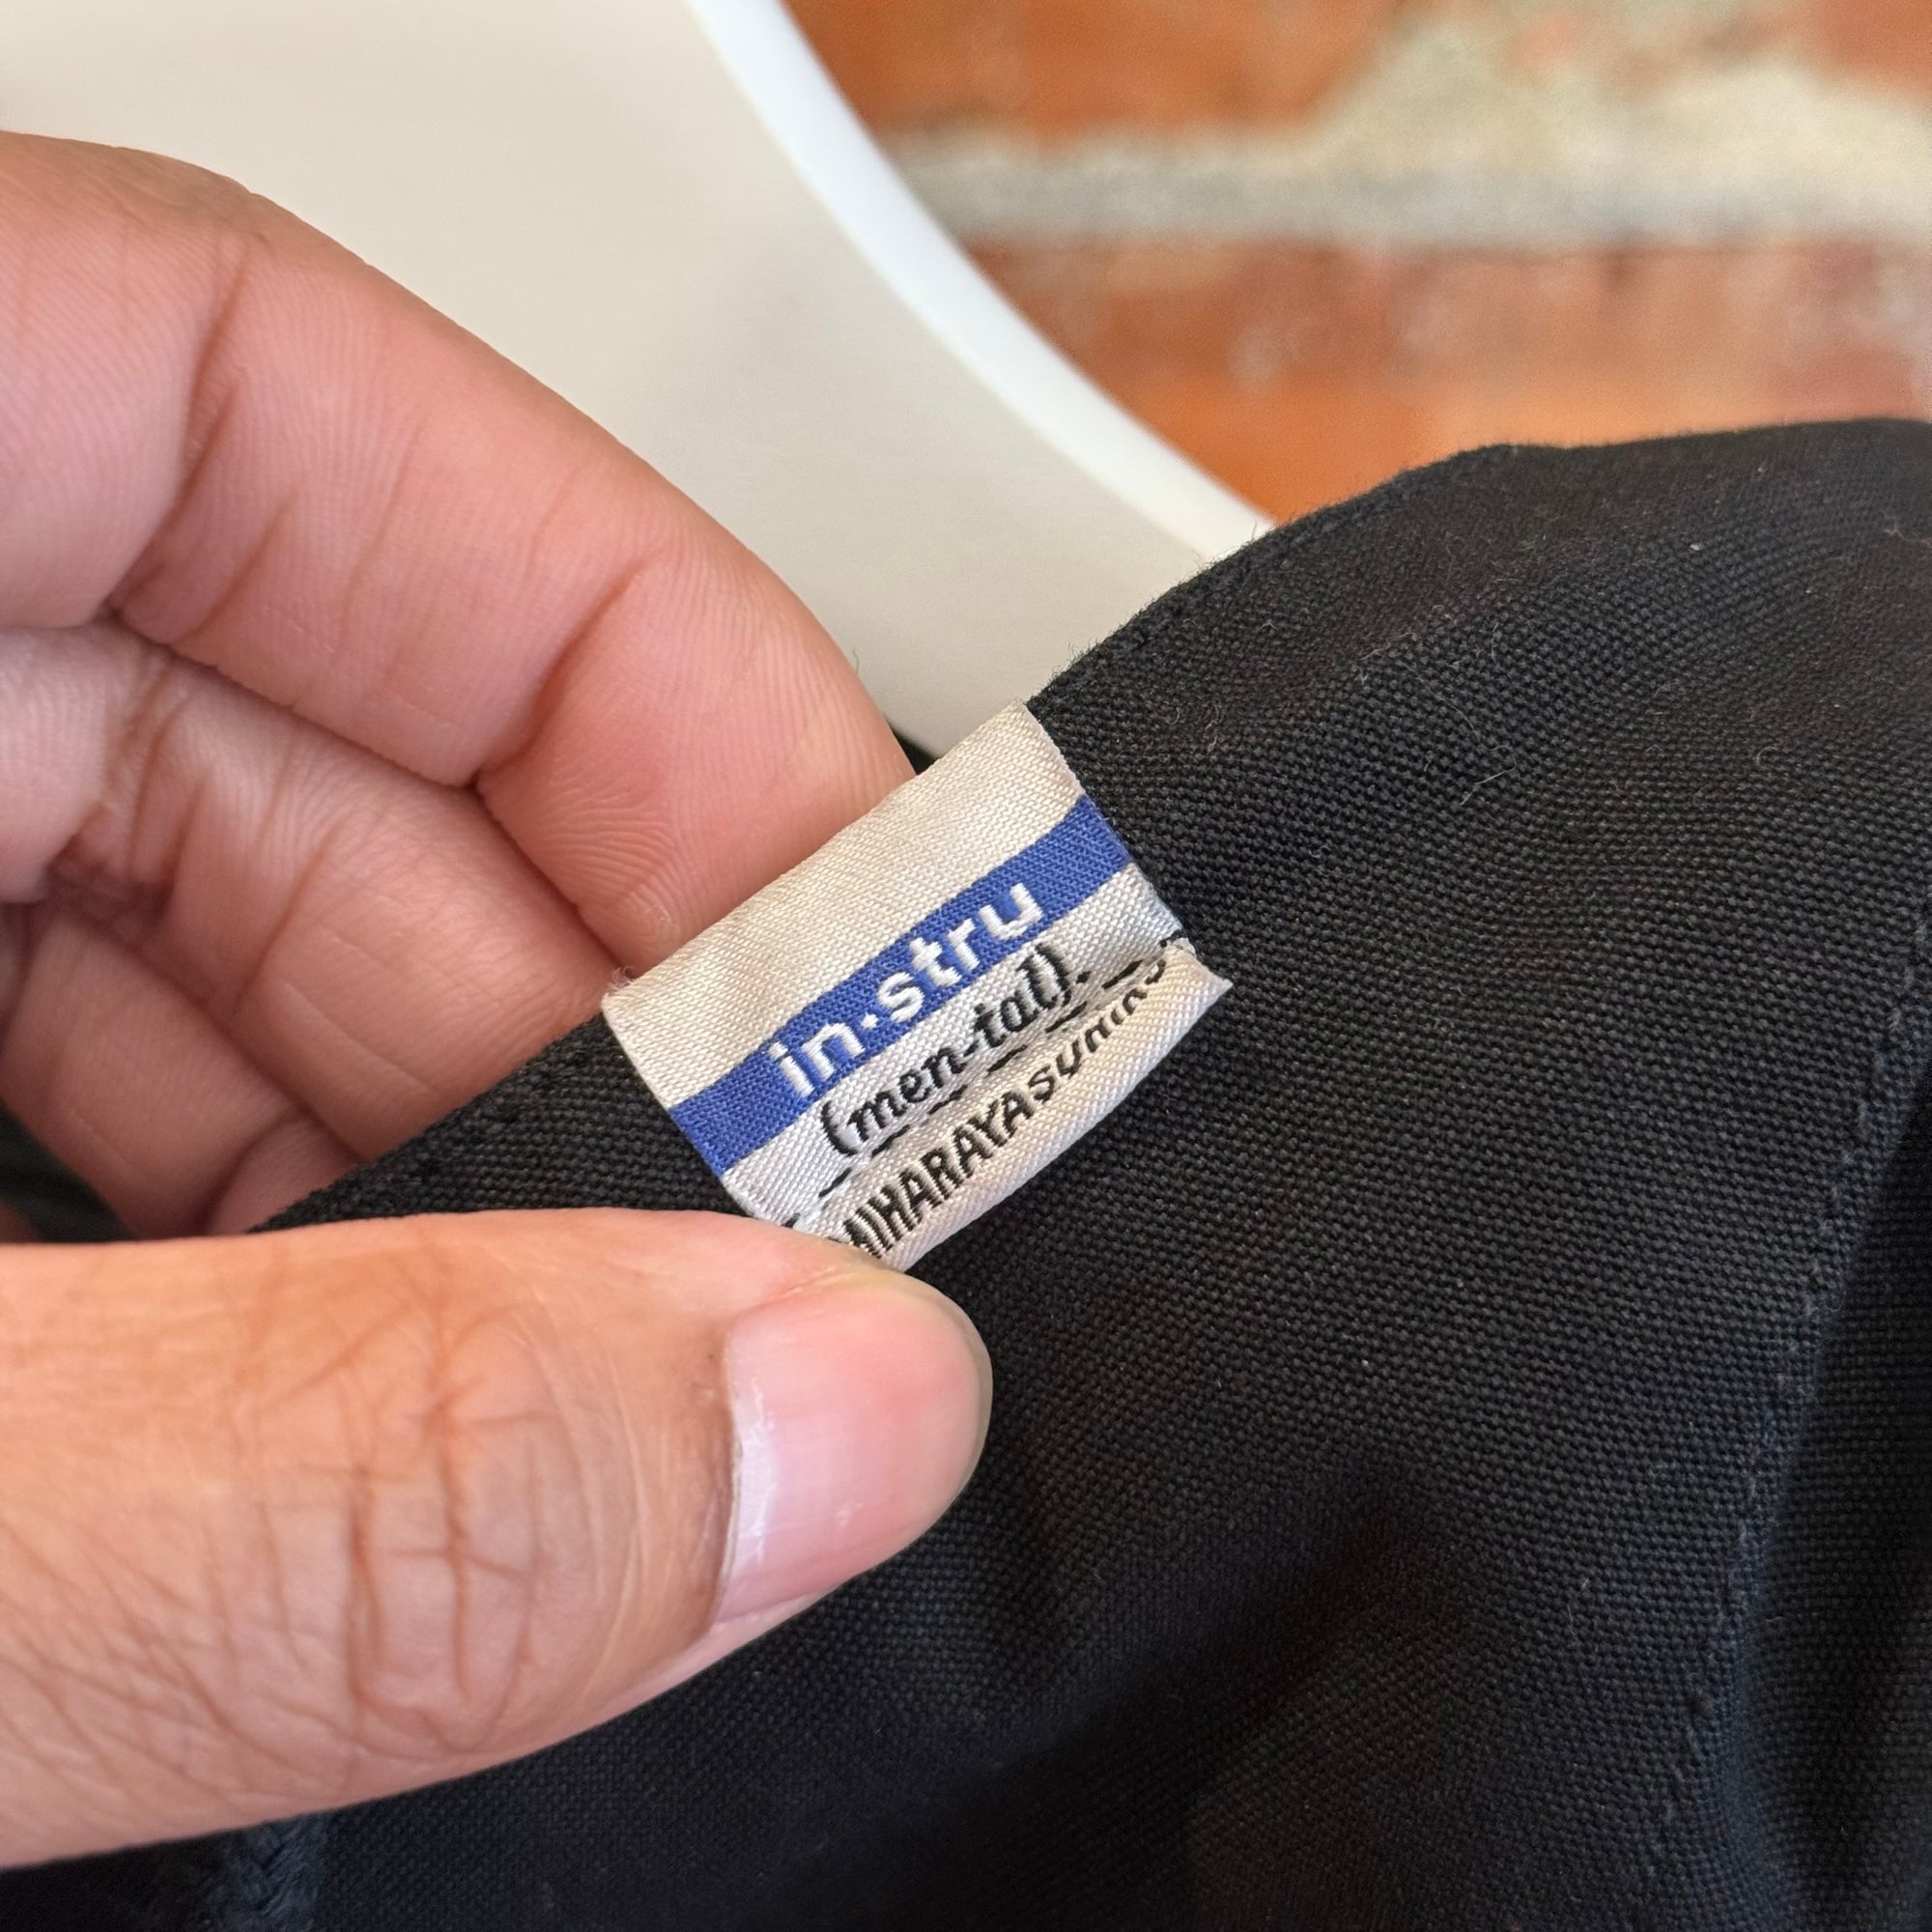 in·stru
(men-tal).
MIHARAYASUHIRO